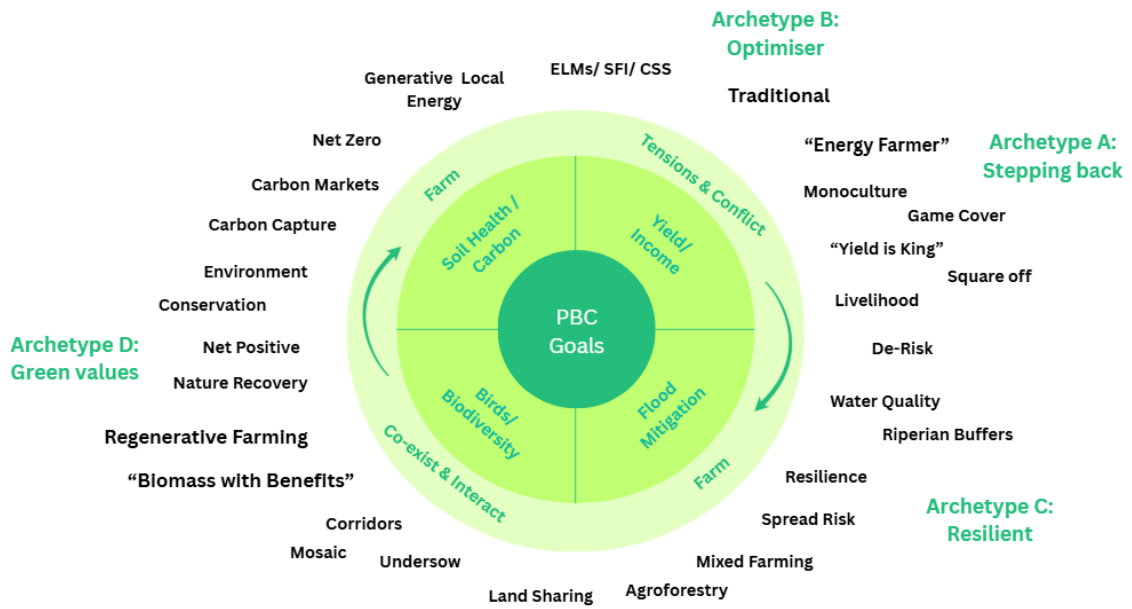 Archetype B:
Optimiser
ELMs/ SFI/ CSS
Generative Local
Energy
Traditional
Net Zero
“Energy Farmer”
Archetype A:
Stepping back
Tensions & Conflict
Farm
Carbon Markets
Monoculture
Game Cover
Carbon Capture
Soil Health /
Carbon
Yield/
Income
“Yield is King”
Environment
Square off
Conservation
Livelihood
PBC
Goals
Archetype D:
Green values
Net Positive
De-Risk
Nature Recovery
Birds/
Biodiversity
Flood
Mitigation
Water Quality
Regenerative Farming
Riperian Buffers
Co-exist & Interact
Farm
“Biomass with Benefits”
Resilience
Archetype C:
Resilient
Corridors
Spread Risk
Mosaic
Undersow
Mixed Farming
Land Sharing
Agroforestry